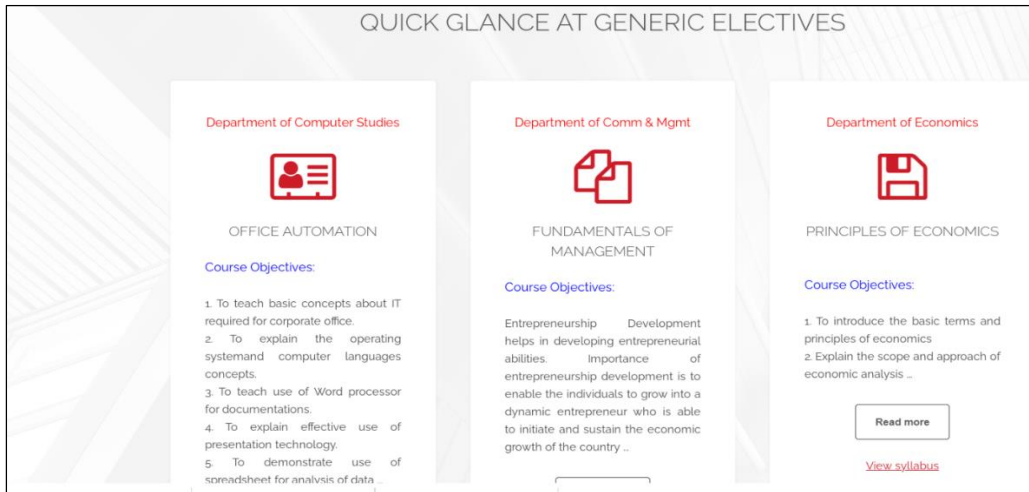 QUICK GLANCE AT GENERIC ELECTIVES
Department of Computer Studies
OFFICE AUTOMATION
Course Objectives:
1. To teach basic concepts about IT
required for corporate office.
2. To explain the operating
systemand computer languages
concepts.
3. To teach use of Word processor
for documentations.
4. To explain effective use of
presentation technology.
5. To demonstrate use of
spreadsheet for analysis of data ...
Department of Comm & Mgmt
FUNDAMENTALS OF
MANAGEMENT
Course Objectives:
Entrepreneurship Development
helps in developing entrepreneurial
abilities. Importance of
entrepreneurship development is to
enable the individuals to grow into a
dynamic entrepreneur who is able
to initiate and sustain the economic
growth of the country ...
Department of Economics
PRINCIPLES OF ECONOMICS
Course Objectives:
1. To introduce the basic terms and
principles of economics
2. Explain the scope and approach of
economic analysis ...
Read more
View syllabus